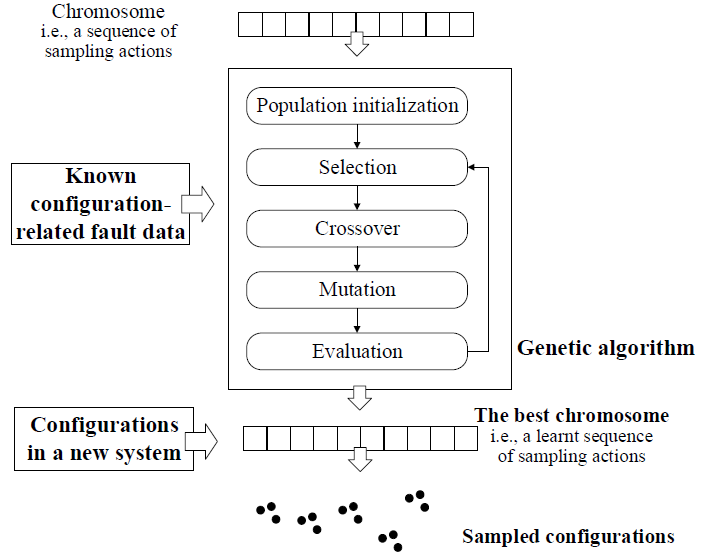 Chromosome
i.e., a sequence of
sampling actions
Population initialization
Selection
Known
configuration-
related fault data
Crossover
Mutation
Evaluation
Genetic algorithm
Configurations
in a new system
The best chromosome
i.e., a learnt sequence
of sampling actions
Sampled configurations